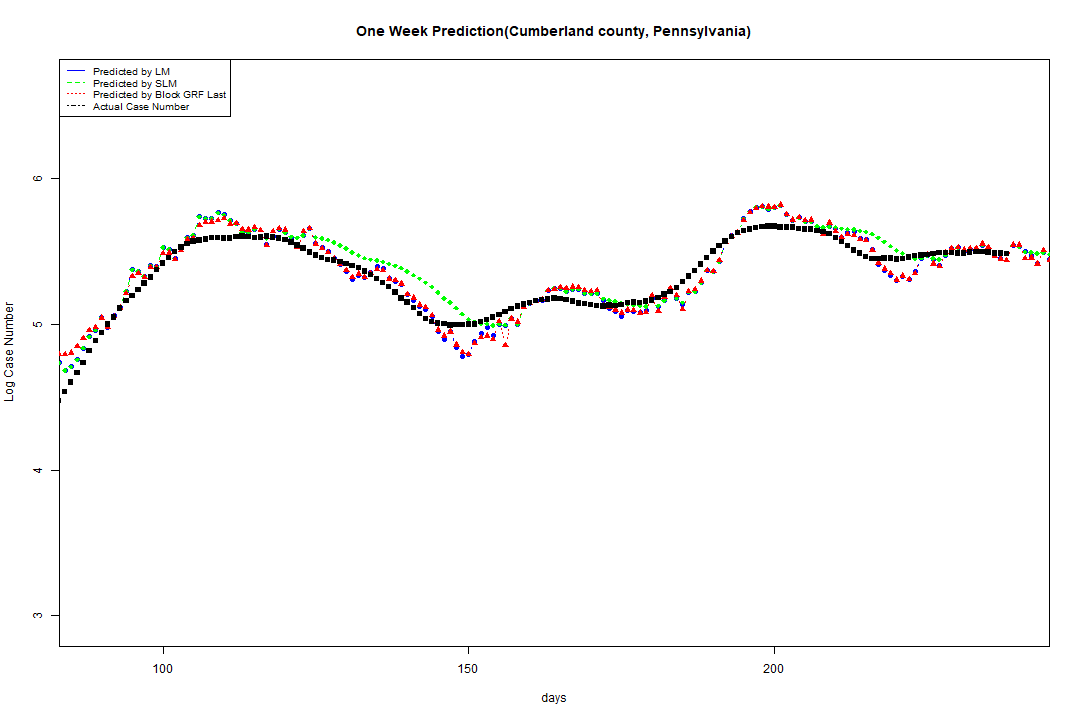 One Week Prediction(Cumberland county, Pennsylvania)
Predicted by LM
Predicted by SLM
Predicted by Block GRF Last
Actual Case Number
Log Case Number
6
5
4
3
100 150 200
days